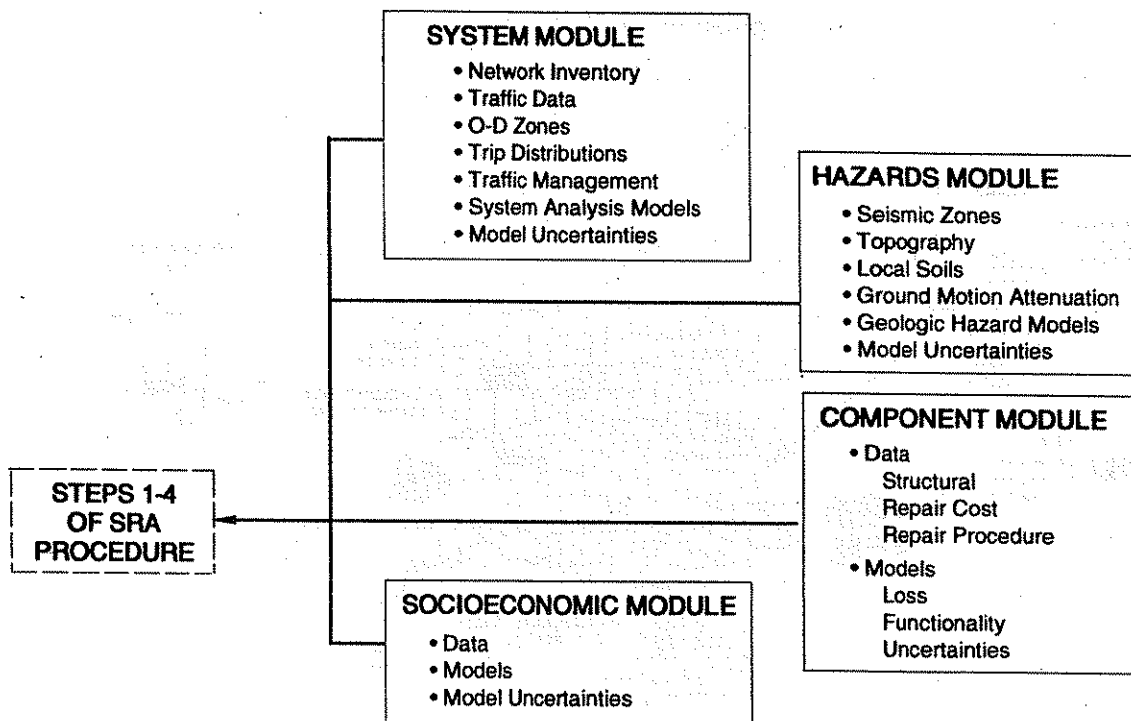 SYSTEM MODULE
• Network Inventory
• Traffic Data
• O-D Zones
• Trip Distributions
• Traffic Management
• System Analysis Models
• Model Uncertainties
HAZARDS MODULE
• Seismic Zones
• Topography
• Local Soils
• Ground Motion Attenuation
• Geologic Hazard Models
• Model Uncertainties
COMPONENT MODULE
• Data
Structural
Repair Cost
Repair Procedure
• Models
Loss
Functionality
Uncertainties
STEPS 1-4
OF SRA
PROCEDURE
SOCIOECONOMIC MODULE
• Data
• Models
• Model Uncertainties